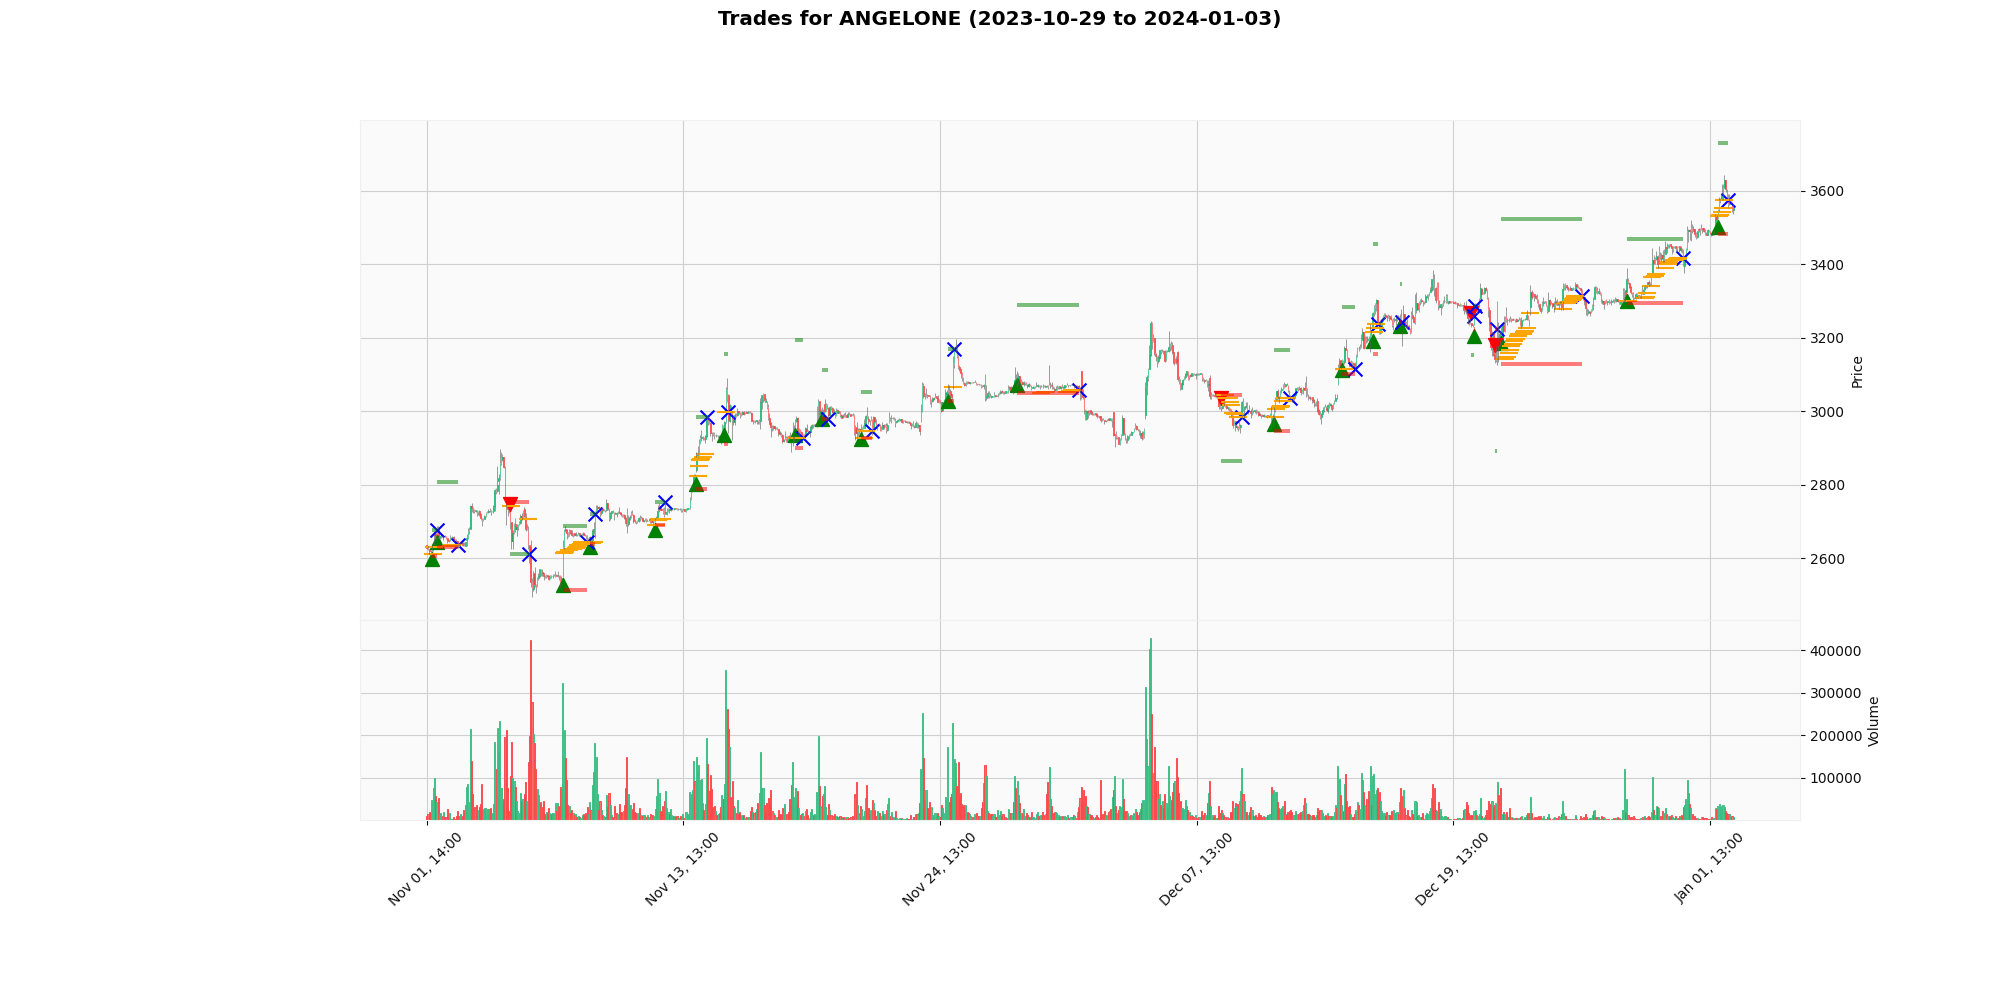 Trades for ANGELONE (2023-10-29 to 2024-01-03)
3600
3400
3200
3000
2800
2600
Price
400000
300000
200000
100000
Volume
Nov 01, 14:00
Nov 13, 13:00
Nov 24, 13:00
Dec 07, 13:00
Dec 19, 13:00
Jan 01, 13:00